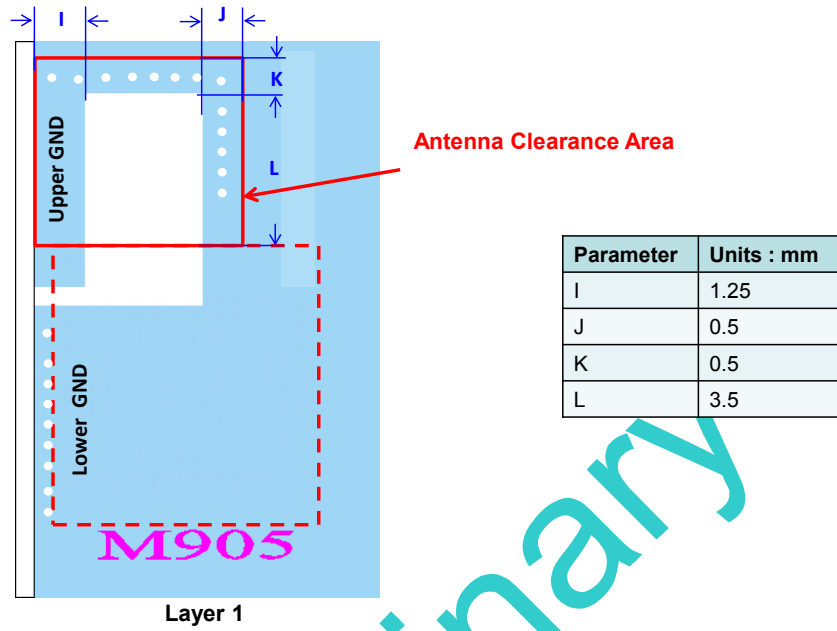 I
J
K
Antenna Clearance Area
Upper GND
L
Parameter Units : mm
I 1.25
J 0.5
K 0.5
L 3.5
Lower GND
M905
Layer 1